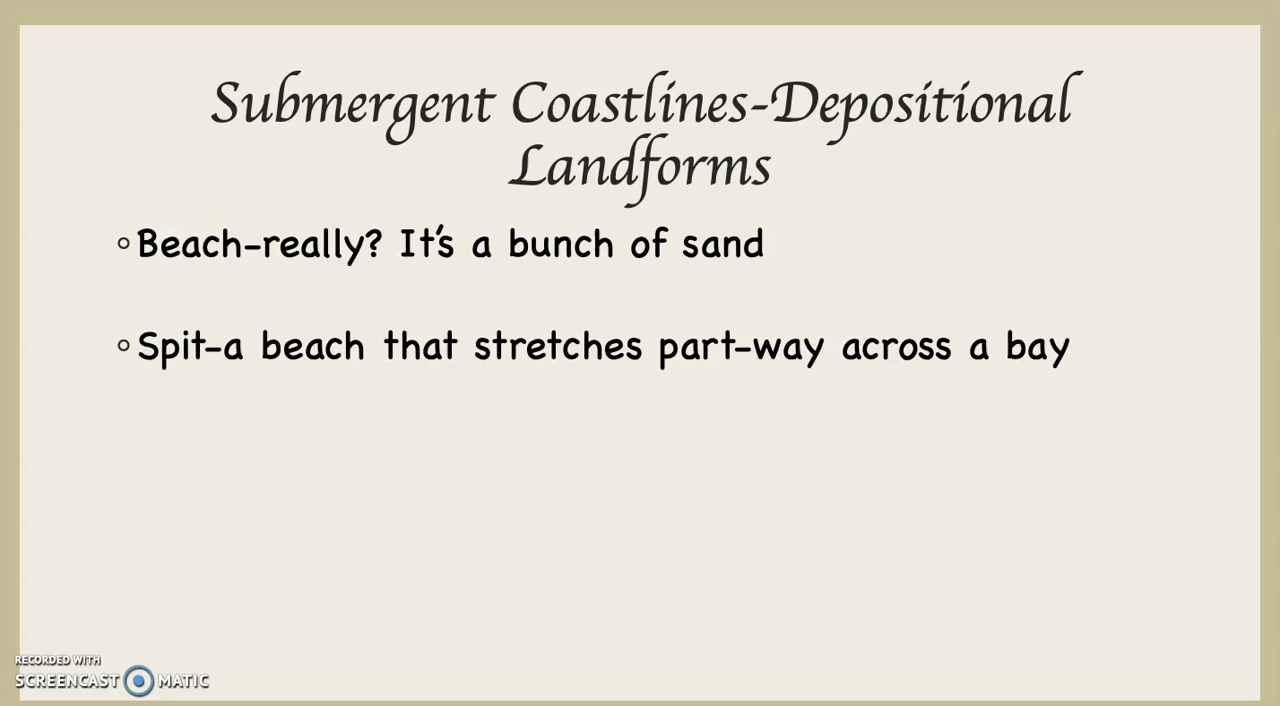 Submergent Coastlines-Depositional
Landforms
Beach-really? It's a bunch of sand
Spit-a beach that stretches part-way across a bay
RECORDED WITH
SCREENCAST MATIC